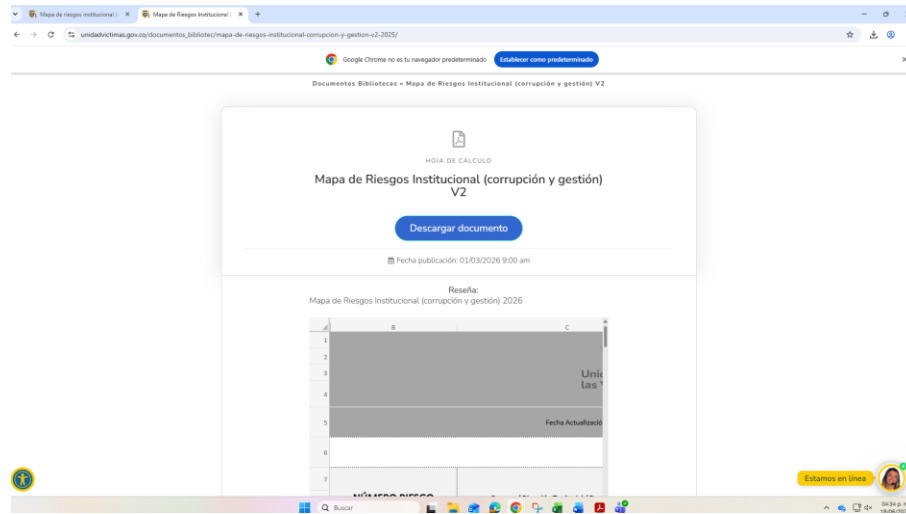 Mapa de riesgos institucional (
Mapa de Riesgos Institucional (
unidadvictimas.gov.co/documentos_bibliotec/mapa-de-riesgos-institucional-corrupcion-y-gestion-v2-2025/
Google Chrome no es tu navegador predeterminado
Establecer como predeterminado
Documentos Bibliotecas » Mapa de Riesgos Institucional (corrupción y gestión) V2
HOJA DE CÁLCULO
Mapa de Riesgos Institucional (corrupción y gestión)
V2
Descargar documento
Fecha publicación: 01/03/2026 9:00 am
Reseña:
Mapa de Riesgos Institucional (corrupción y gestión) 2026
B C
1
2
3
4
5 Fecha Actualizació
6
7
NÚMERO RIESGO
Estamos en línea
Buscar
04:34 p.